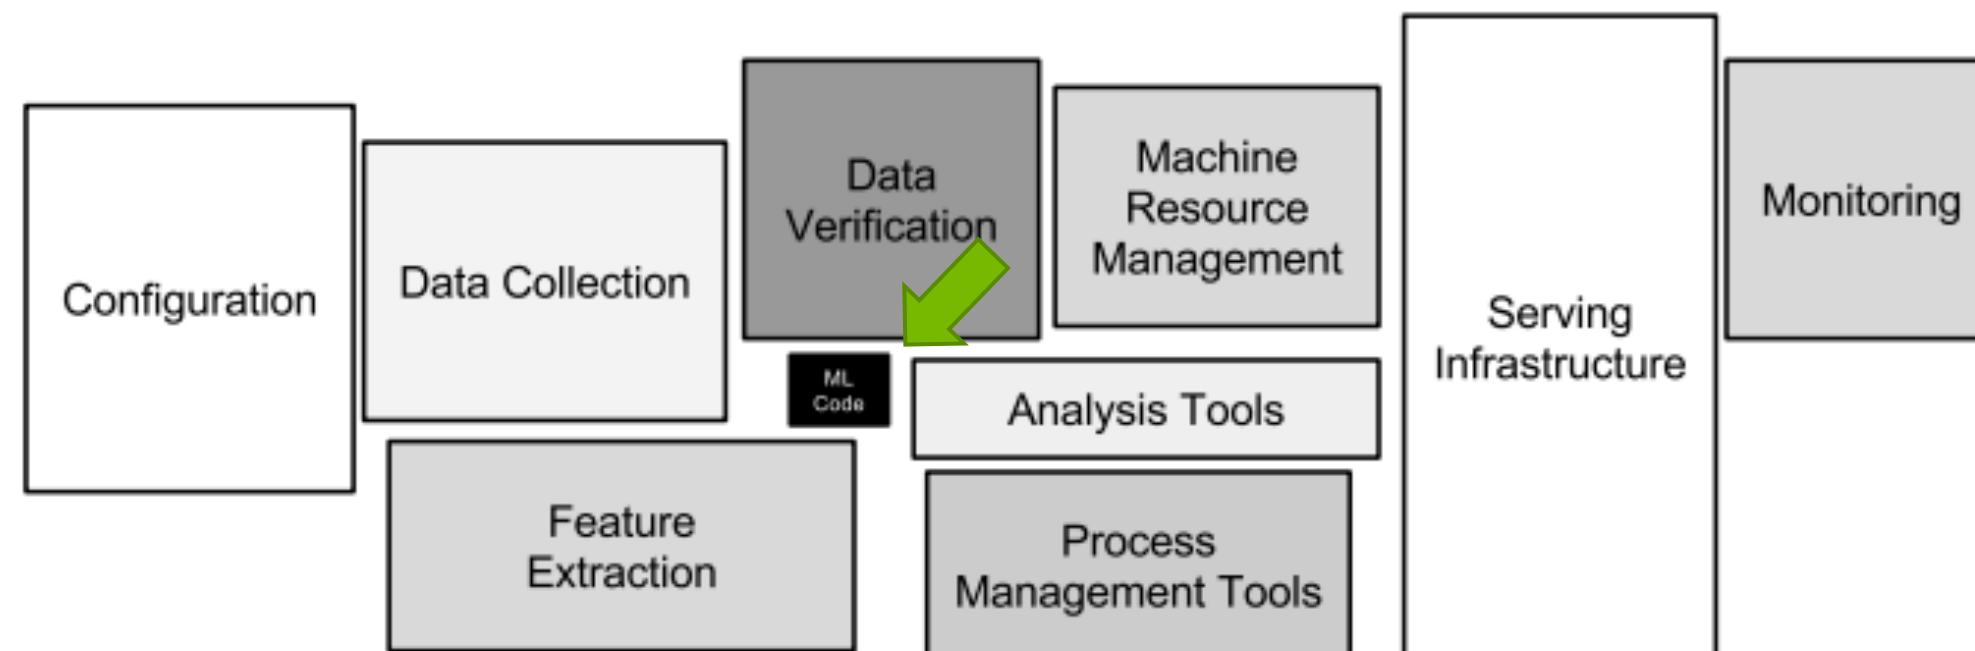 Configuration
Data Collection
Data
Verification
Machine
Resource
Management
Serving
Infrastructure
Monitoring
ML
Code
Analysis Tools
Feature
Extraction
Process
Management Tools